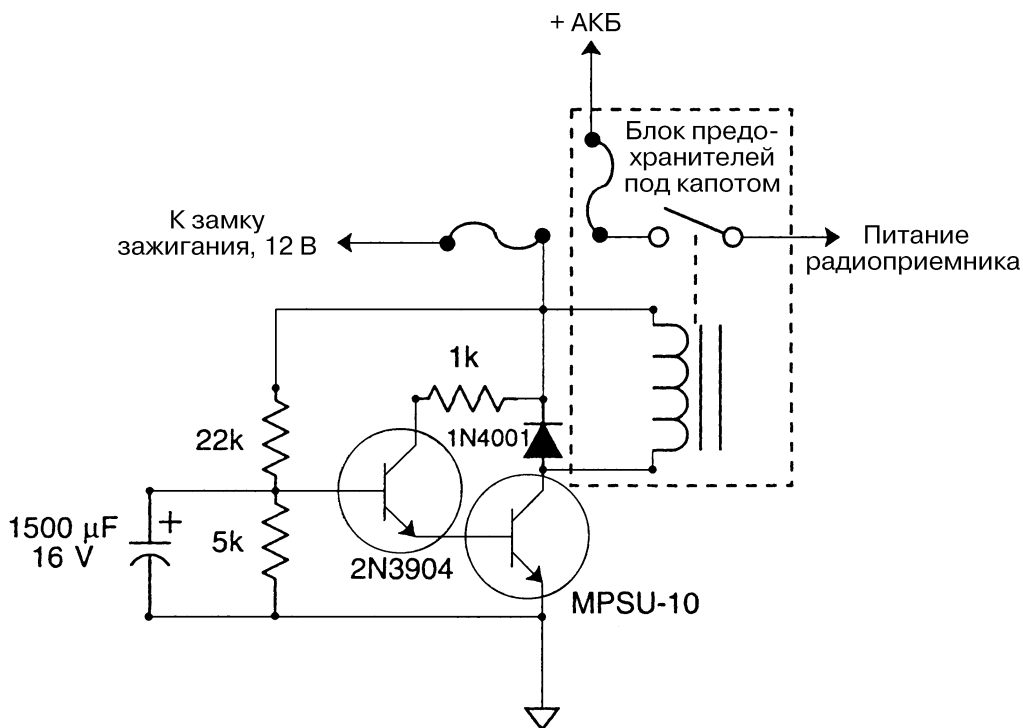 + АКБ
Блок предо-
хранителей
под капотом
К замку
зажигания, 12 В
Питание
радиоприемника
1k
1N4001
22k
1500 µF
16 V
+
5k
2N3904
MPSU-10